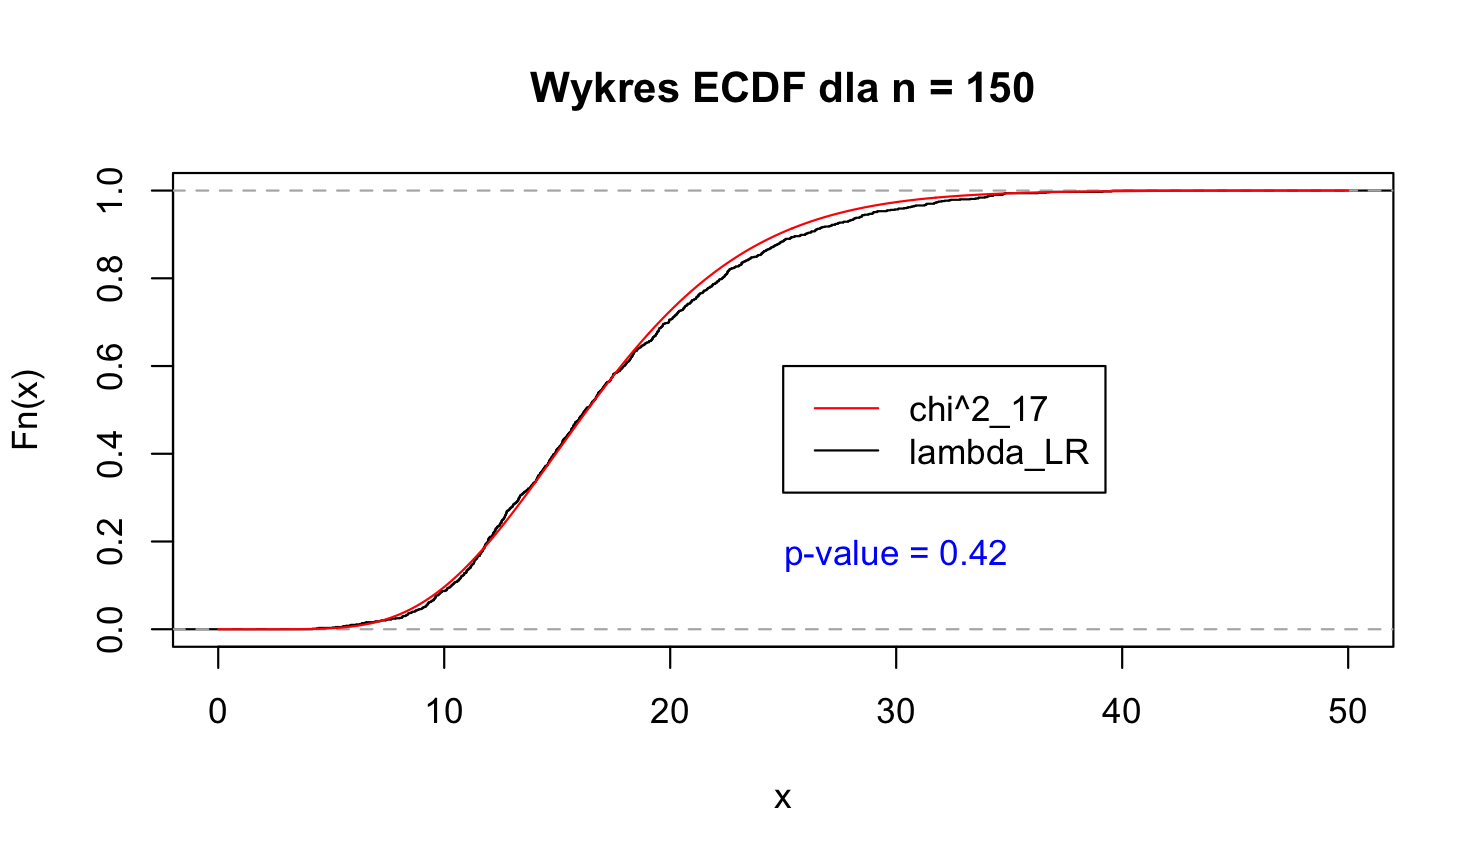 Wykres ECDF dla n = 150
Fn(x)
1.0
0.8
0.6
0.4
0.2
0.0
chi^2_17
lambda_LR
p-value = 0.42
0 10 20 30 40 50
x